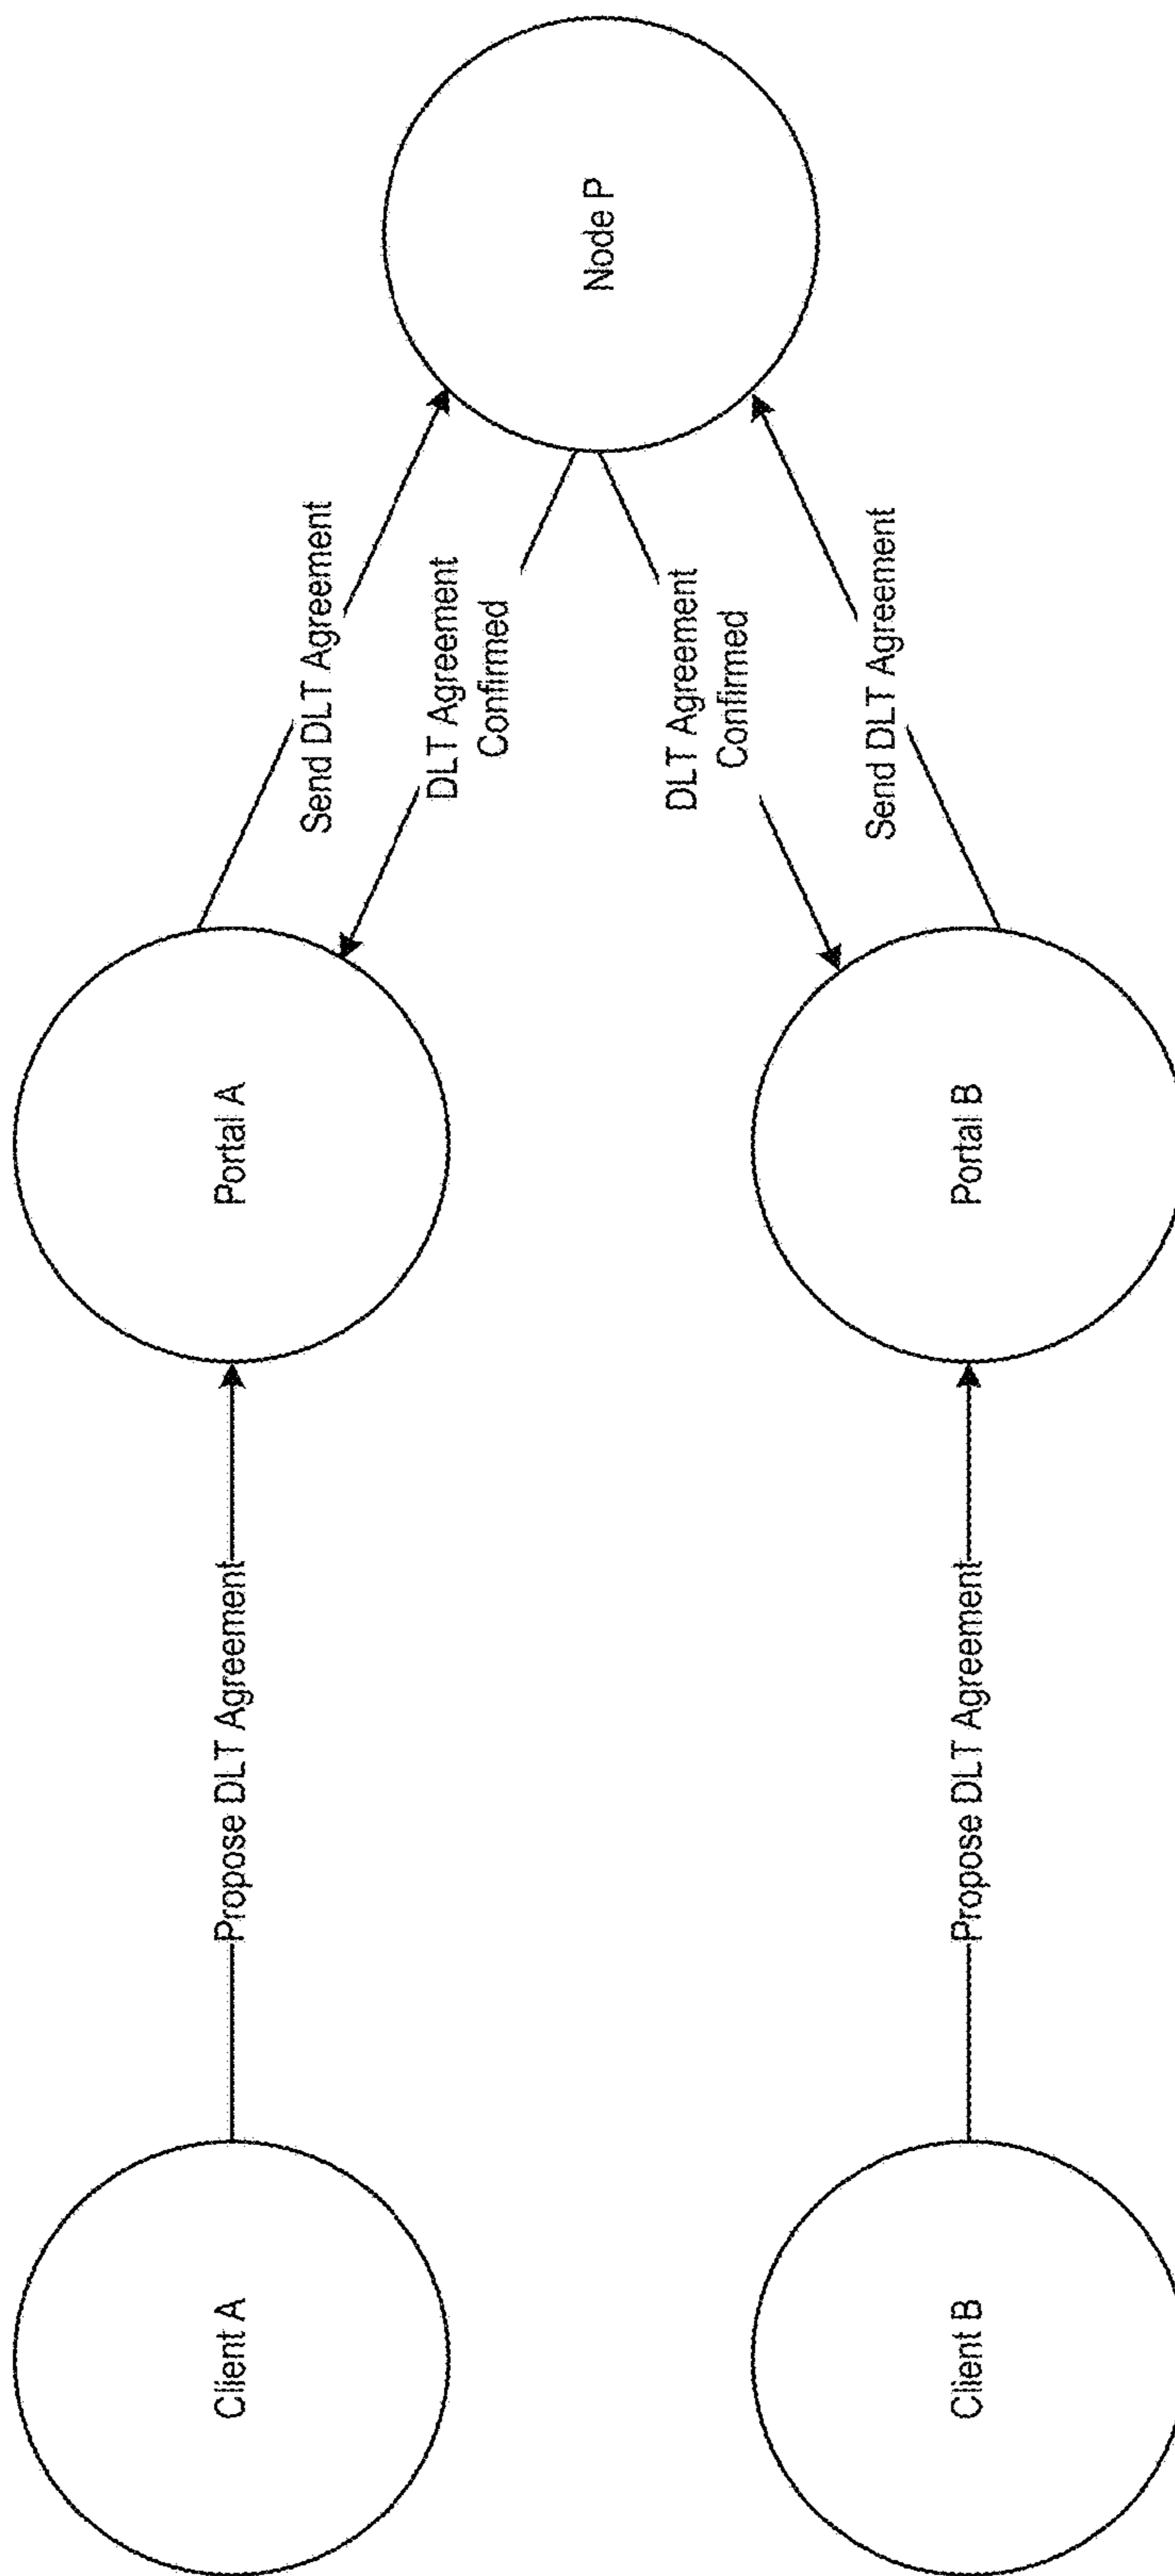 Client A
Propose DLT Agreement
Portal A
Send DLT Agreement
DLT Agreement
Confirmed
Node P
DLT Agreement
Confirmed
Send DLT Agreement
Client B
Propose DLT Agreement
Portal B